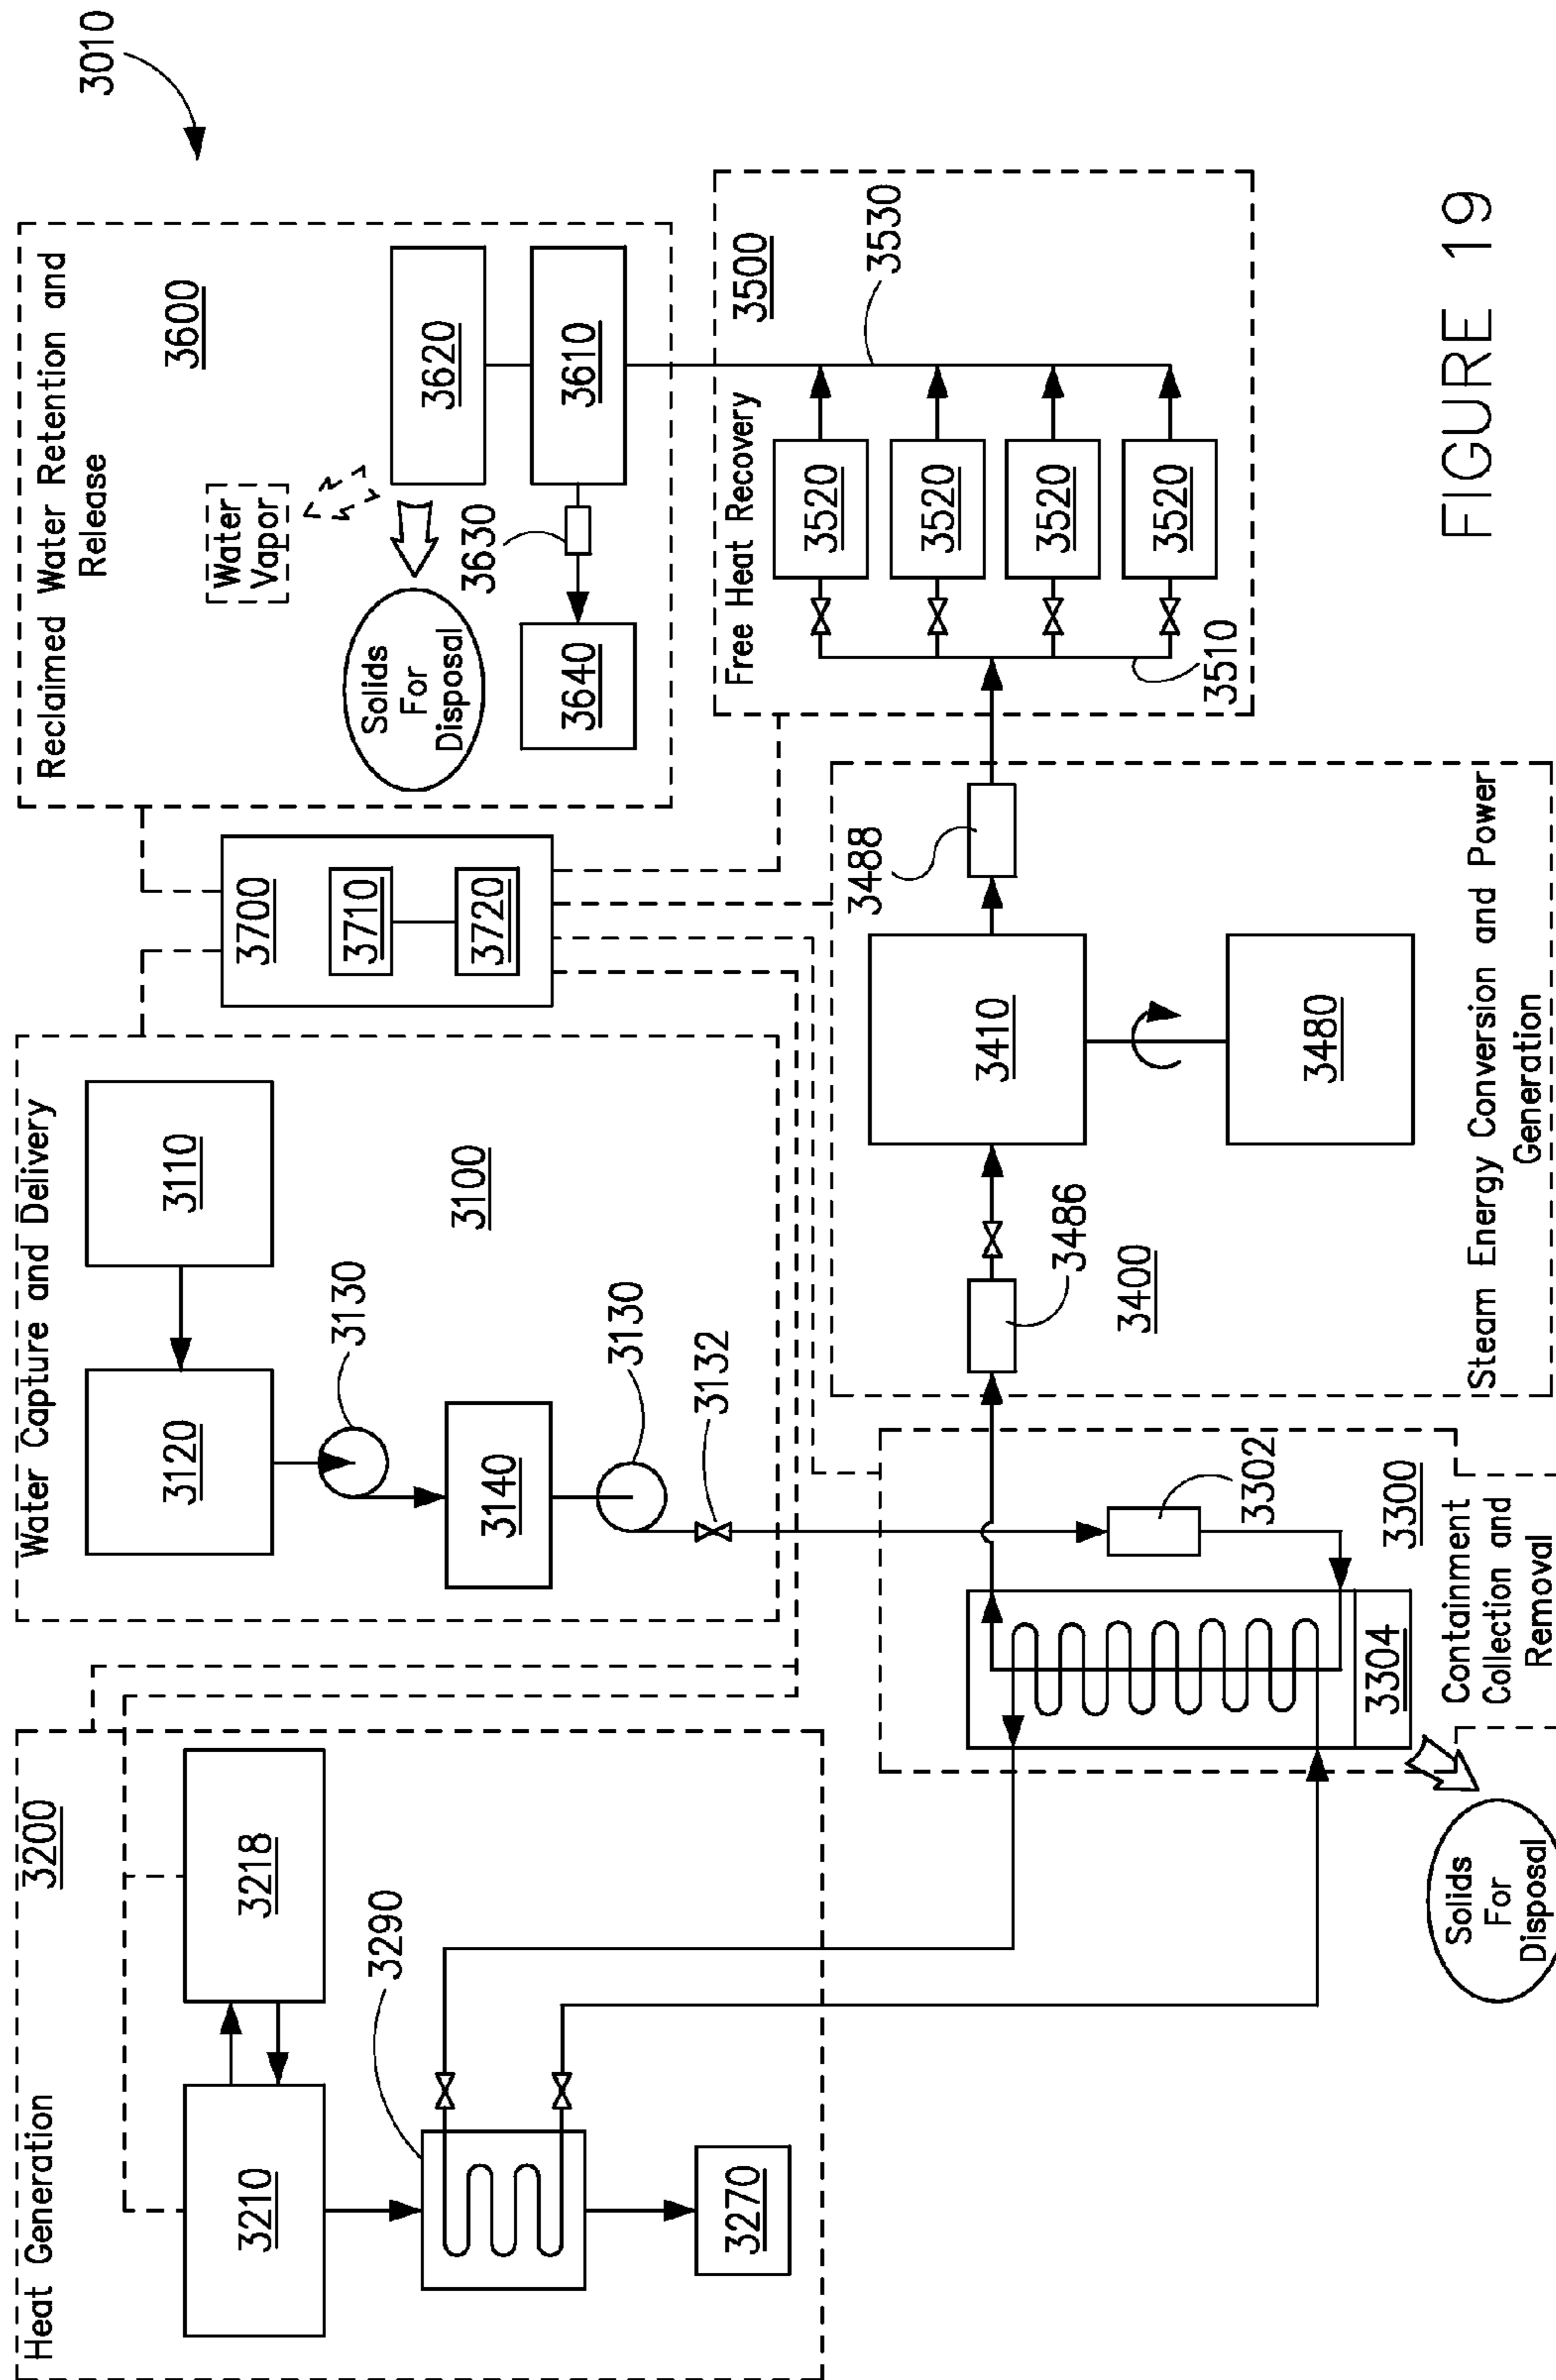 3010
Heat Generation
3200
3210
3218
3290
3270
Water Capture and Delivery
3110
3120
3130
3140
3130
3132
3100
3700
3710
3720
Reclaimed Water Retention and
Release
3600
Water
Vapor
3620
3610
Solids
For
Disposal
3630
3640
Free Heat Recovery
3500
3530
3520
3520
3520
3520
3510
3302
3304
3300
Containment
Collection and
Removal
Solids
For
Disposal
3486
3400
3410
3480
3488
Steam Energy Conversion and Power
Generation
FIGURE 19